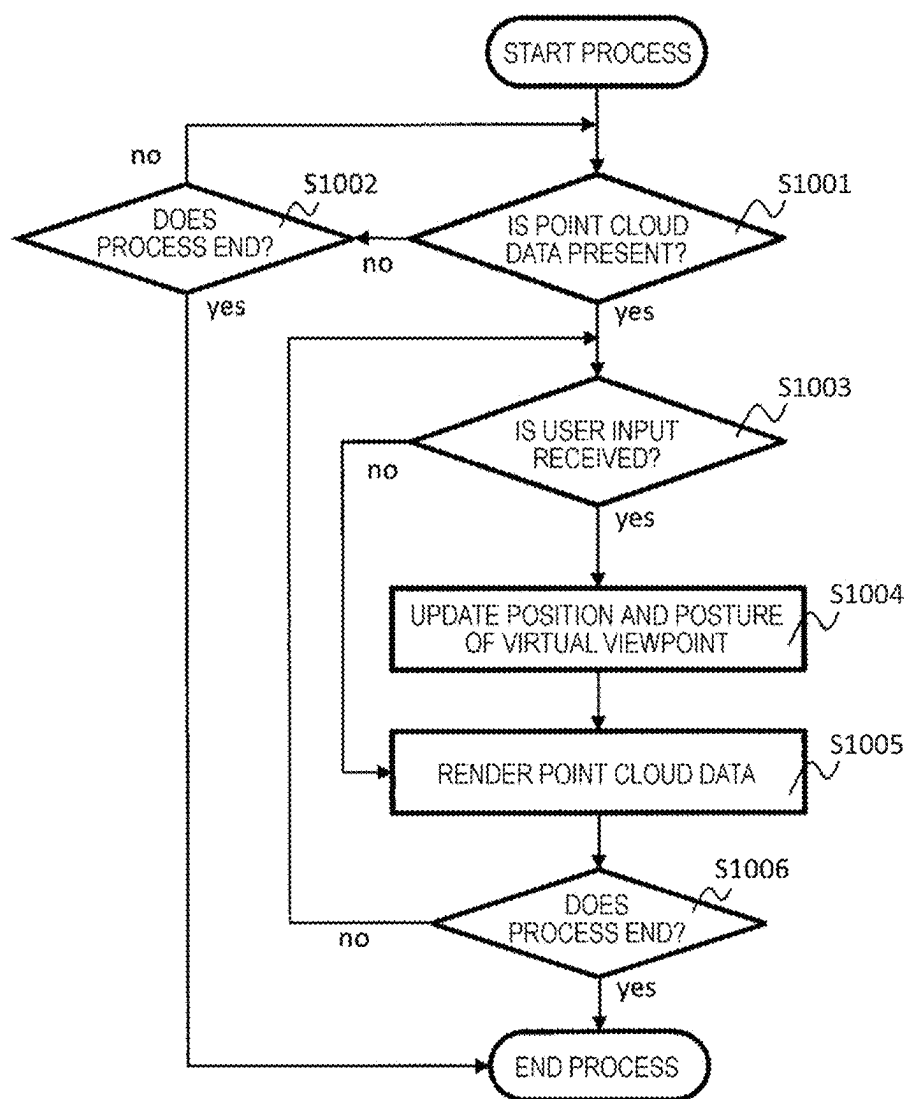 START PROCESS
no
S1002
S1001
DOES
PROCESS END?
IS POINT CLOUD
DATA PRESENT?
no
yes
yes
S1003
IS USER INPUT
RECEIVED?
no
yes
S1004
UPDATE POSITION AND POSTURE
OF VIRTUAL VIEWPOINT
S1005
RENDER POINT CLOUD DATA
S1006
DOES
PROCESS END?
no
yes
END PROCESS